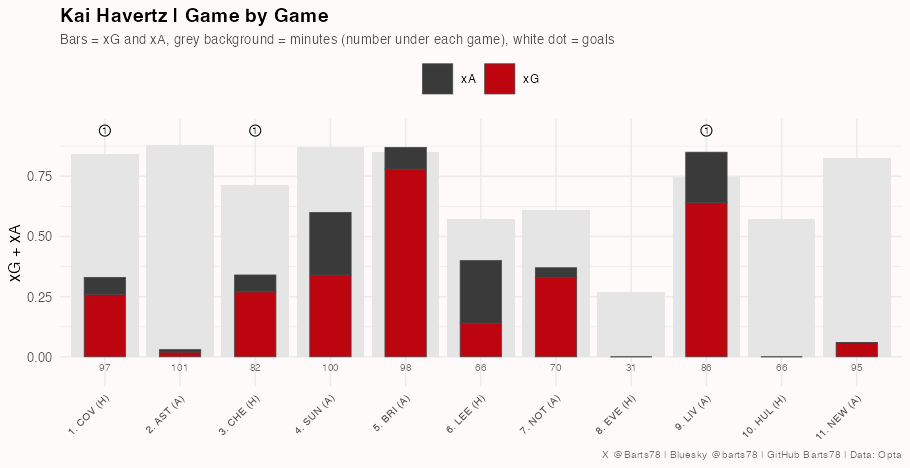 Kai Havertz | Game by Game
Bars = xG and xA, grey background = minutes (number under each game), white dot = goals
xA xG
1 1 1
xG + xA
0.75
0.50
0.25
0.00
97 101 82 100 98 66 70 31 86 66 95
1. COV (H) 2. AST (A) 3. CHE (H) 4. SUN (A) 5. BRI (A) 6. LEE (H) 7. NOT (A) 8. EVE (H) 9. LIV (A) 10. HUL (H) 11. NEW (A)
X @Barts78 | Bluesky @barts78 | GitHub Barts78 | Data: Opta